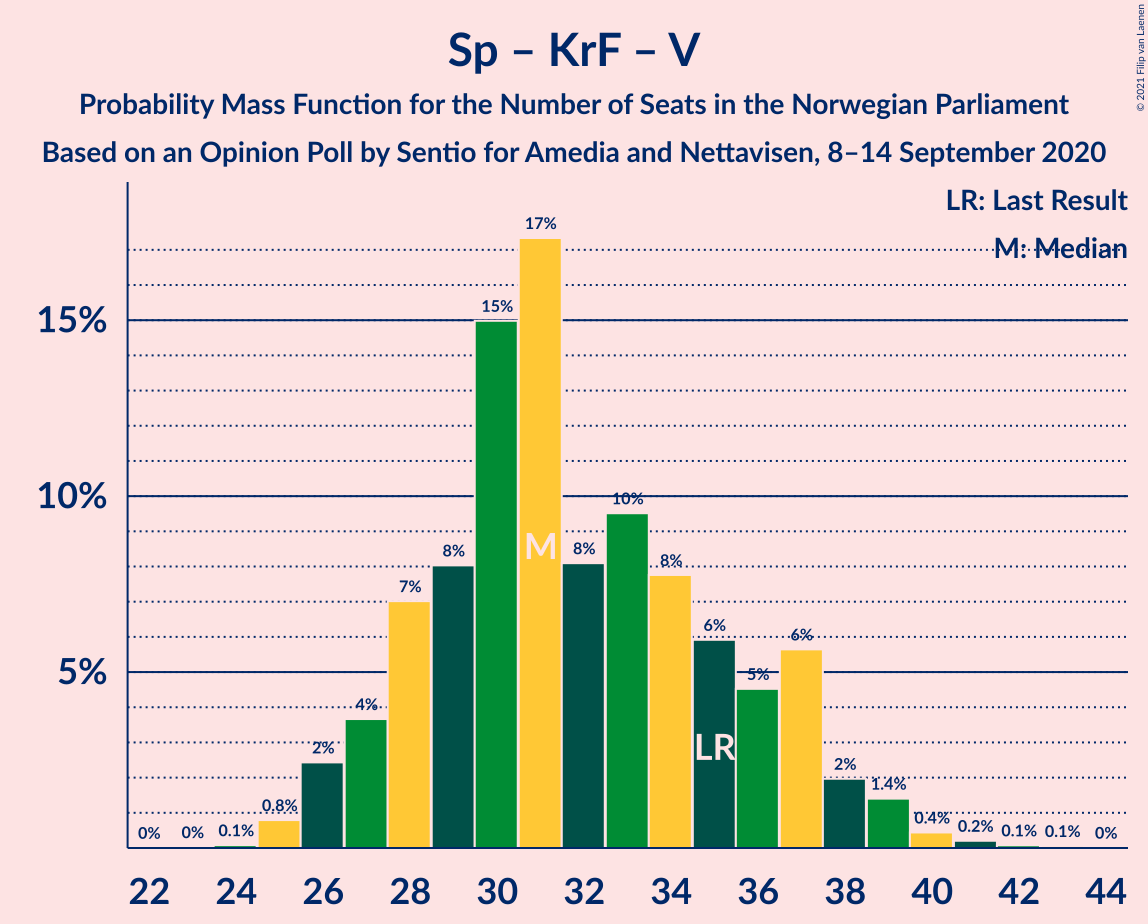 Sp – KrF – V
Probability Mass Function for the Number of Seats in the Norwegian Parliament
Based on an Opinion Poll by Sentio for Amedia and Nettavisen, 8–14 September 2020
© 2021 Filip van Laenen
LR: Last Result
M: Median
15%
10%
5%
0%
0%
0.1%
0.8%
2%
4%
7%
8%
15%
17%
8%
10%
8%
6%
5%
6%
2%
1.4%
0.4%
0.2%
0.1%
0.1%
0%
M
LR
22 24 26 28 30 32 34 36 38 40 42 44